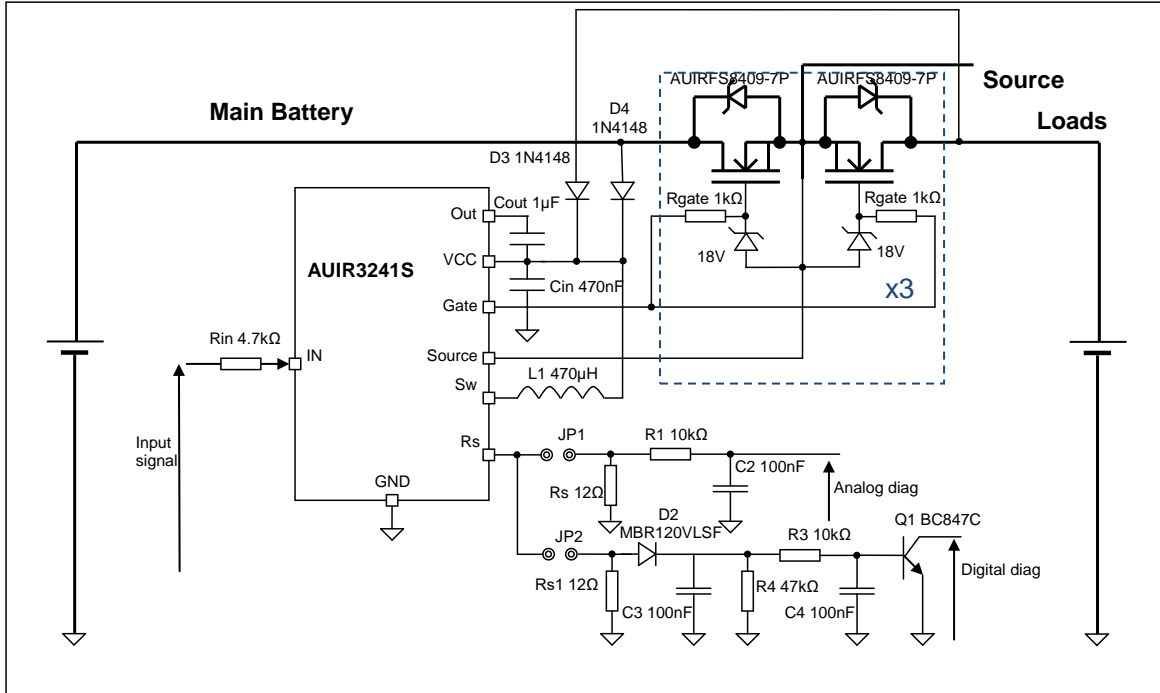 AUIRFS8409-7P
AUIRFS8409-7P
Source
Main Battery
D4
1N4148
Loads
D3 1N4148
Cout 1µF
Rgate 1kΩ
Rgate 1kΩ
Out
AUIR3241S
VCC
18V
18V
Cin 470nF
x3
Gate
Rin 4.7kΩ
IN
Source
L1 470µH
Sw
Input
signal
Rs
JP1
R1 10kΩ
C2 100nF
GND
Rs 12Ω
Analog diag
D2
MBR120VLSF
Q1 BC847C
JP2
R3 10kΩ
Rs1 12Ω
R4 47kΩ
Digital diag
C3 100nF
C4 100nF